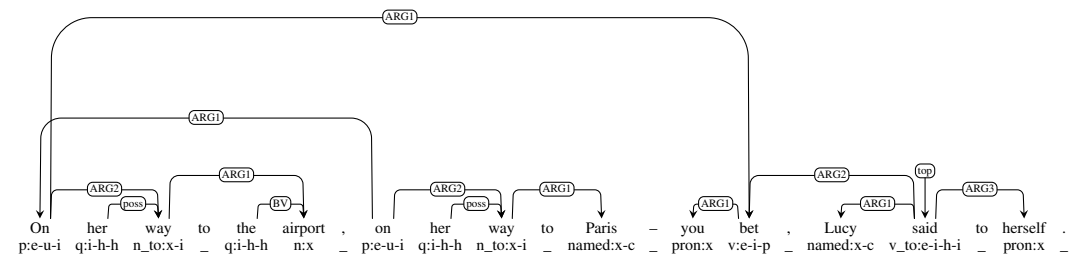 ARG1
ARG1
ARG1 top
ARG2 ARG2 ARG1 ARG2 ARG3
poss BV poss ARG1 ARG1
On her way to the airport , on her way to Paris – you bet , Lucy said to herself .
p:e-u-i q:i-h-h n_to:x-i _ q:i-h-h n:x _ p:e-u-i q:i-h-h n_to:x-i _ named:x-c _ pron:x v:e-i-p _ named:x-c v_to:e-i-h-i _ pron:x _